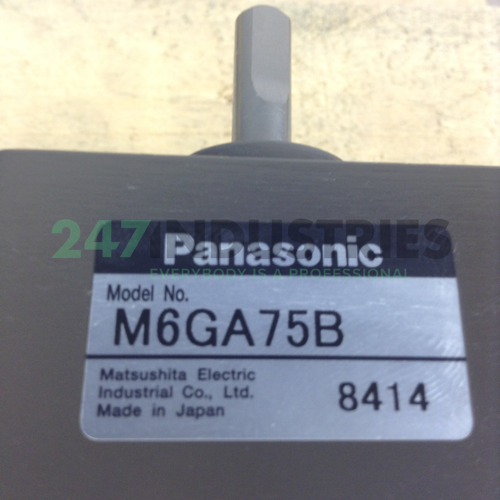 247INDUSTRIES
EVERYBODY IS A PROFESSIONAL
Panasonic
Model No.
M6GA75B
Matsushita Electric
Industrial Co., Ltd.
Made in Japan
8414